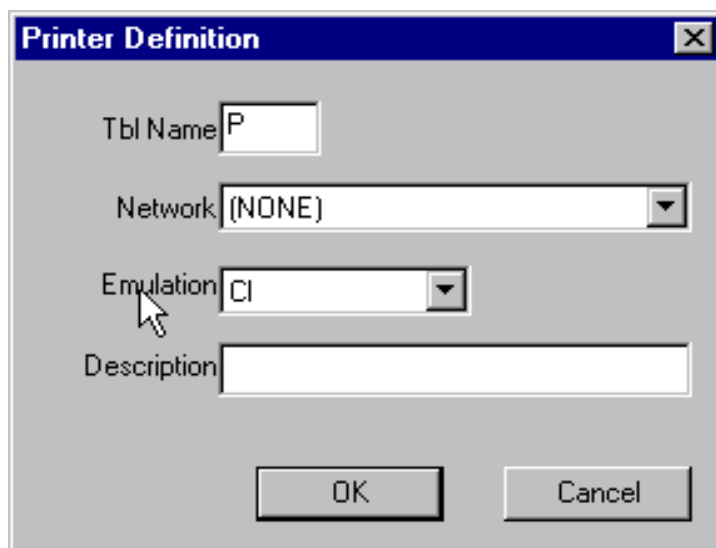 Printer Definition
Tbl Name P
Network (NONE)
Emulation CI
Description
OK Cancel